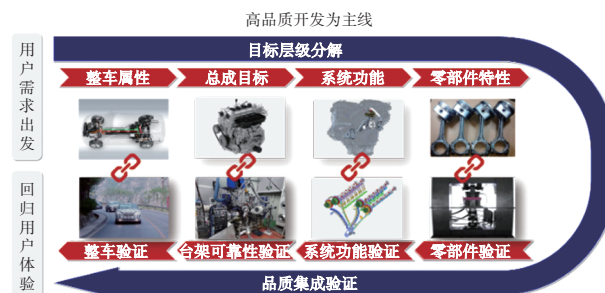 高品质开发为主线
用户需求出发
目标层级分解
整车属性
总成目标
系统功能
零部件特性
回归用户体验
整车验证
台架可靠性验证
系统功能验证
零部件验证
品质集成验证